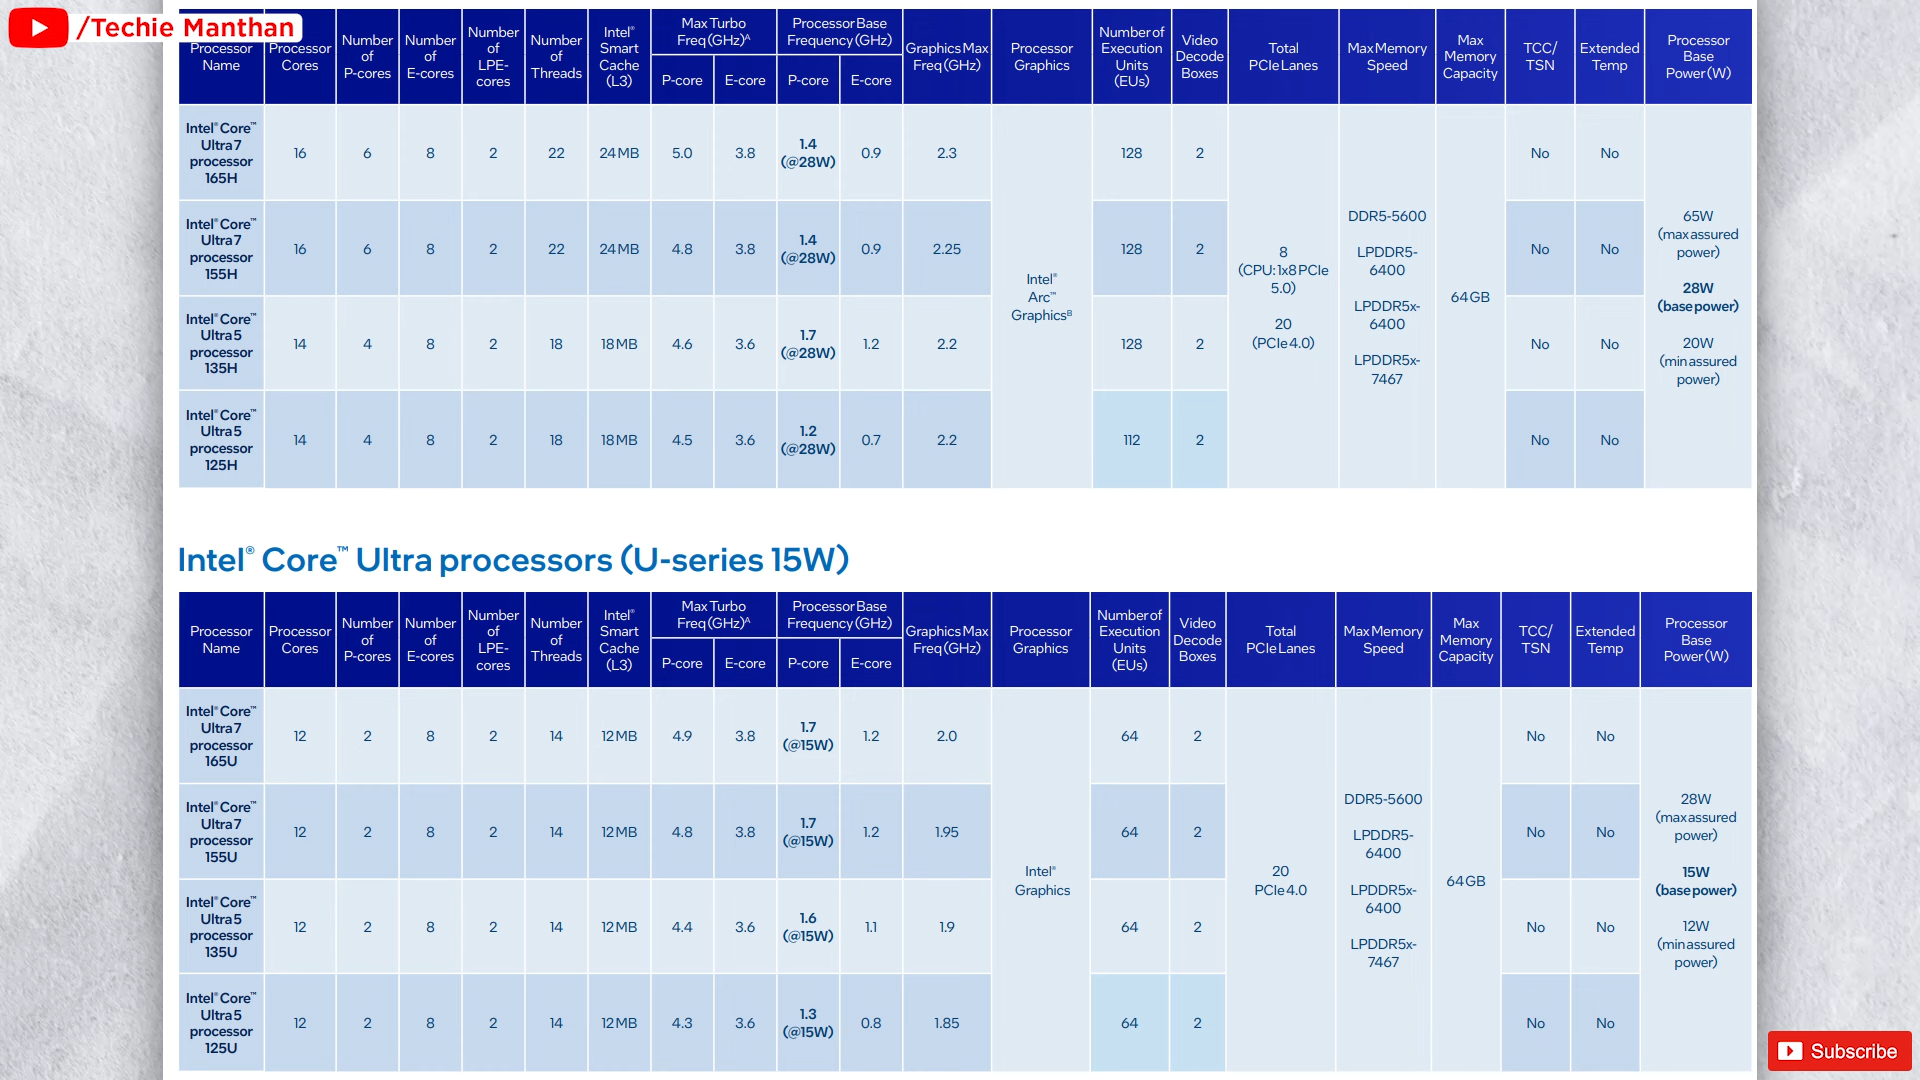 /Techie Manthan
Processor Name | Processor Cores | Number of P-cores | Number of E-cores | Number of LPE-cores | Number of Threads | Intel® Smart Cache (L3) | Max Turbo Freq (GHz)ᴬ P-core | E-core | Processor Base Frequency (GHz) P-core | E-core | Graphics Max Freq (GHz) | Processor Graphics | Number of Execution Units (EUs) | Video Decode Boxes | Total PCIe Lanes | Max Memory Speed | Max Memory Capacity | TCC/TSN | Extended Temp | Processor Base Power (W)
Intel® Core™ Ultra 7 processor 165H | 16 | 6 | 8 | 2 | 22 | 24 MB | 5.0 | 3.8 | 1.4 (@28W) | 0.9 | 2.3 | 128 | 2 | No | No
Intel® Core™ Ultra 7 processor 155H | 16 | 6 | 8 | 2 | 22 | 24 MB | 4.8 | 3.8 | 1.4 (@28W) | 0.9 | 2.25 | 128 | 2 | No | No
Intel® Core™ Ultra 5 processor 135H | 14 | 4 | 8 | 2 | 18 | 18 MB | 4.6 | 3.6 | 1.7 (@28W) | 1.2 | 2.2 | 128 | 2 | No | No
Intel® Core™ Ultra 5 processor 125H | 14 | 4 | 8 | 2 | 18 | 18 MB | 4.5 | 3.6 | 1.2 (@28W) | 0.7 | 2.2 | 112 | 2 | No | No
Intel® Arc™ Graphicsᴮ
8 (CPU: 1x8 PCIe 5.0)
20 (PCIe 4.0)
DDR5-5600
LPDDR5-6400
LPDDR5x-6400
LPDDR5x-7467
64 GB
65W (max assured power)
28W (base power)
20W (min assured power)
Intel® Core™ Ultra processors (U-series 15W)
Processor Name | Processor Cores | Number of P-cores | Number of E-cores | Number of LPE-cores | Number of Threads | Intel® Smart Cache (L3) | Max Turbo Freq (GHz)ᴬ P-core | E-core | Processor Base Frequency (GHz) P-core | E-core | Graphics Max Freq (GHz) | Processor Graphics | Number of Execution Units (EUs) | Video Decode Boxes | Total PCIe Lanes | Max Memory Speed | Max Memory Capacity | TCC/TSN | Extended Temp | Processor Base Power (W)
Intel® Core™ Ultra 7 processor 165U | 12 | 2 | 8 | 2 | 14 | 12 MB | 4.9 | 3.8 | 1.7 (@15W) | 1.2 | 2.0 | 64 | 2 | No | No
Intel® Core™ Ultra 7 processor 155U | 12 | 2 | 8 | 2 | 14 | 12 MB | 4.8 | 3.8 | 1.7 (@15W) | 1.2 | 1.95 | 64 | 2 | No | No
Intel® Core™ Ultra 5 processor 135U | 12 | 2 | 8 | 2 | 14 | 12 MB | 4.4 | 3.6 | 1.6 (@15W) | 1.1 | 1.9 | 64 | 2 | No | No
Intel® Core™ Ultra 5 processor 125U | 12 | 2 | 8 | 2 | 14 | 12 MB | 4.3 | 3.6 | 1.3 (@15W) | 0.8 | 1.85 | 64 | 2 | No | No
Intel® Graphics
20 PCIe 4.0
DDR5-5600
LPDDR5-6400
LPDDR5x-6400
LPDDR5x-7467
64 GB
28W (max assured power)
15W (base power)
12W (min assured power)
Subscribe